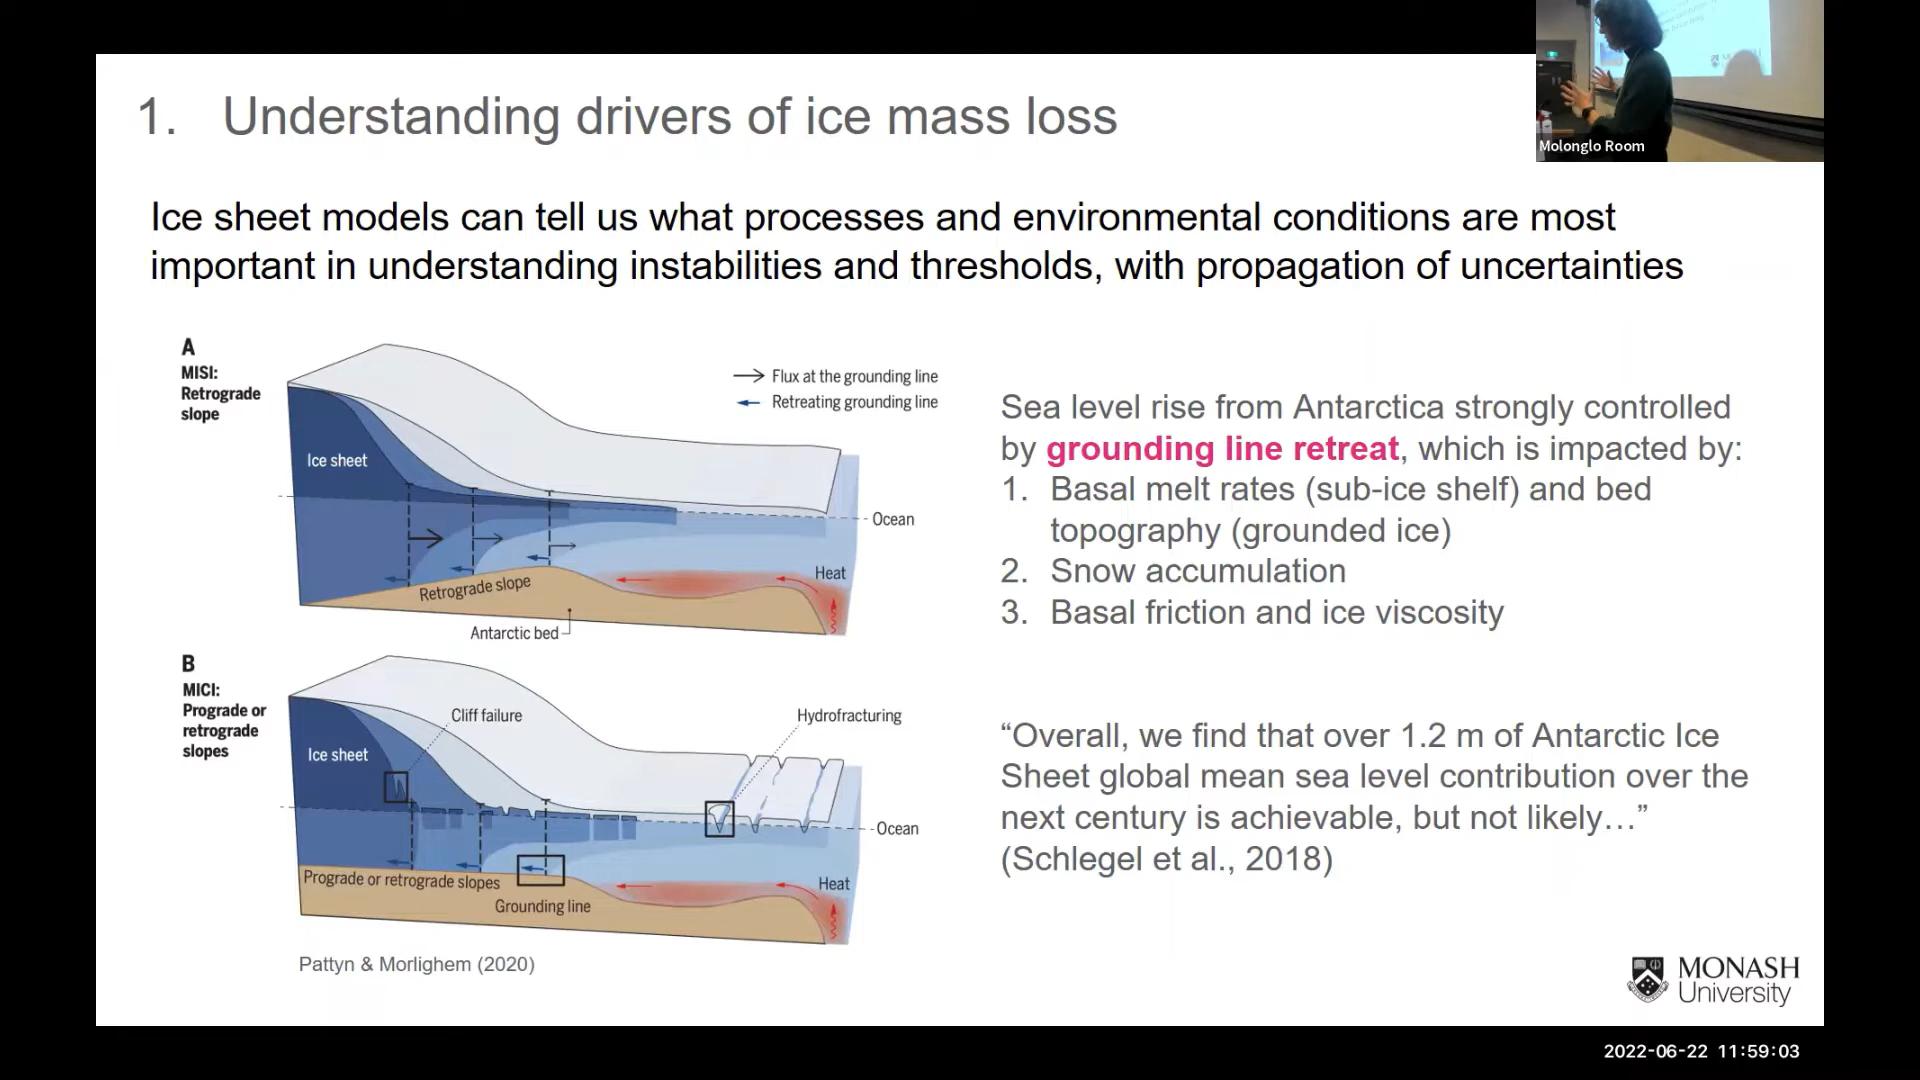 1. Understanding drivers of ice mass loss
Molonglo Room
Ice sheet models can tell us what processes and environmental conditions are most
important in understanding instabilities and thresholds, with propagation of uncertainties
A
MISI:
Retrograde
slope
Flux at the grounding line
Retreating grounding line
Ice sheet
Ocean
Heat
Retrograde slope
Antarctic bed
B
MICI:
Prograde or
retrograde
slopes
Cliff failure
Hydrofracturing
Ice sheet
Ocean
Heat
Prograde or retrograde slopes
Grounding line
Pattyn & Morlighem (2020)
Sea level rise from Antarctica strongly controlled
by grounding line retreat, which is impacted by:
1. Basal melt rates (sub-ice shelf) and bed
topography (grounded ice)
2. Snow accumulation
3. Basal friction and ice viscosity
“Overall, we find that over 1.2 m of Antarctic Ice
Sheet global mean sea level contribution over the
next century is achievable, but not likely…”
(Schlegel et al., 2018)
MONASH
University
2022-06-22 11:59:03